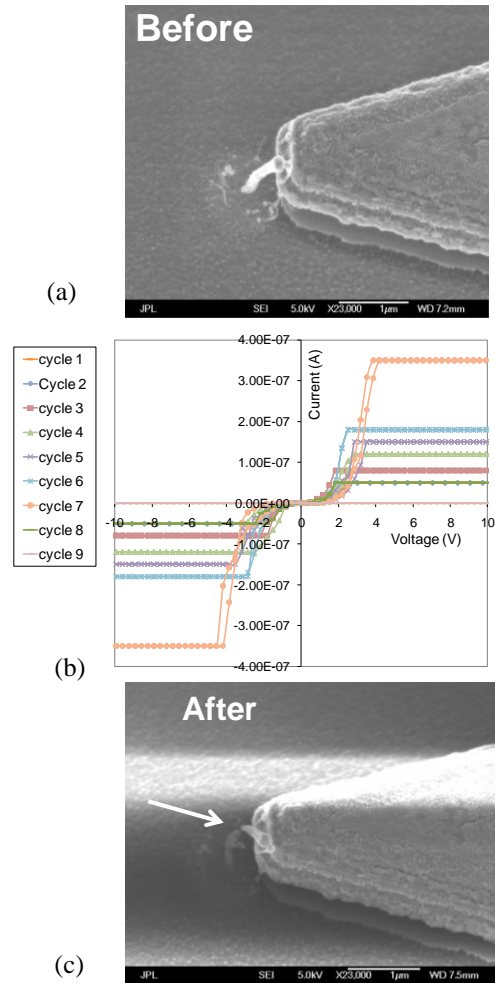 Before
(a)
JPL SEI 5.0kV X23,000 1µm WD 7.2mm
cycle 1
Cycle 2
cycle 3
cycle 4
cycle 5
cycle 6
cycle 7
cycle 8
cycle 9
4.00E-07
3.00E-07
2.00E-07
1.00E-07
0.00E+00
-1.00E-07
-2.00E-07
-3.00E-07
-4.00E-07
Current (A)
-10 -8 -6 -4 -2 0 2 4 6 8 10
Voltage (V)
(b)
After
(c)
JPL SEI 5.0kV X23,000 1µm WD 7.5mm